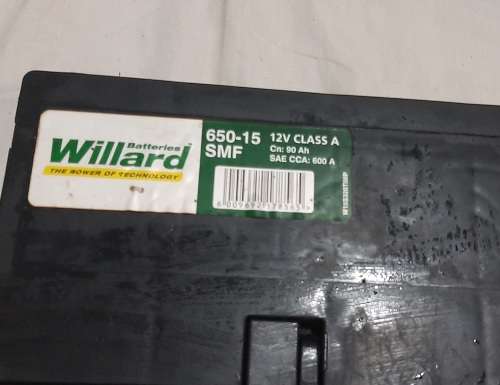 Batteries
Willard
THE POWER OF TECHNOLOGY
650-15 12V CLASS A
SMF Cn: 90 Ah
SAE CCA: 600 A